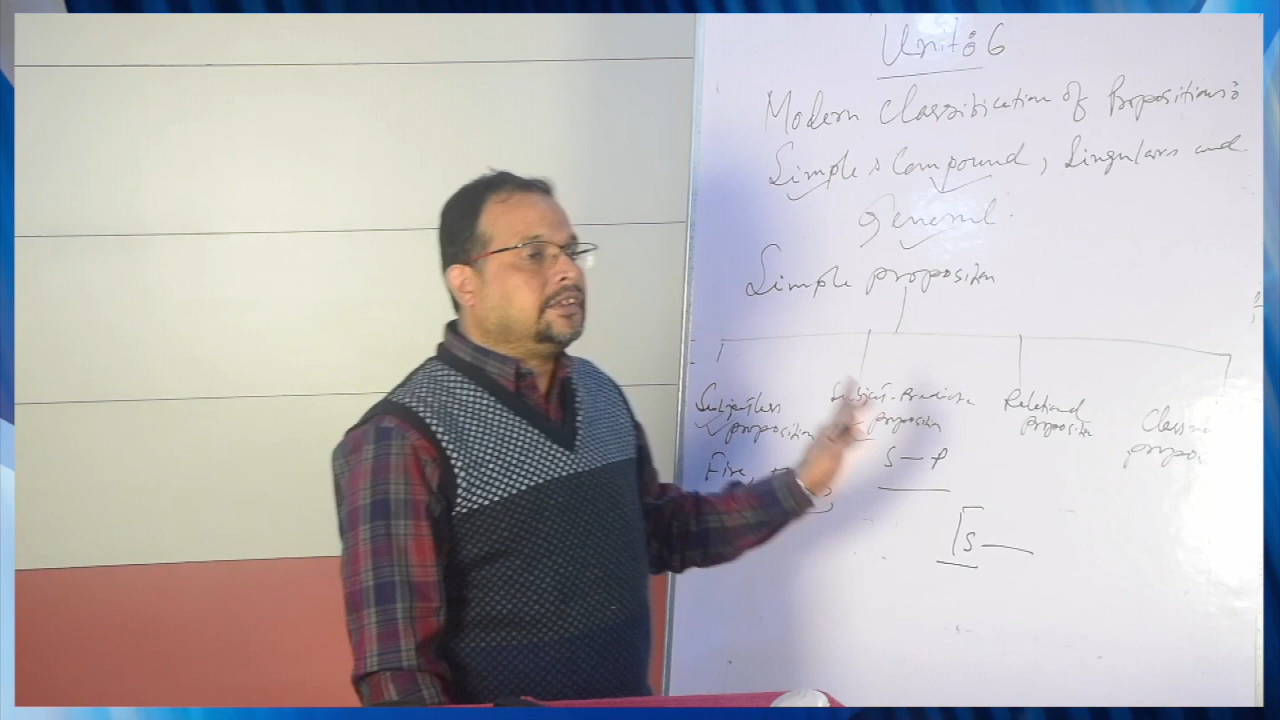 Unit: 6
Modern Classification of Propositions:
Simple & Compound, Singulars and
General.
Simple proposition
Subjectless proposition
Subject-Predicate proposition
Relational proposition
S — P
Fire,
S —